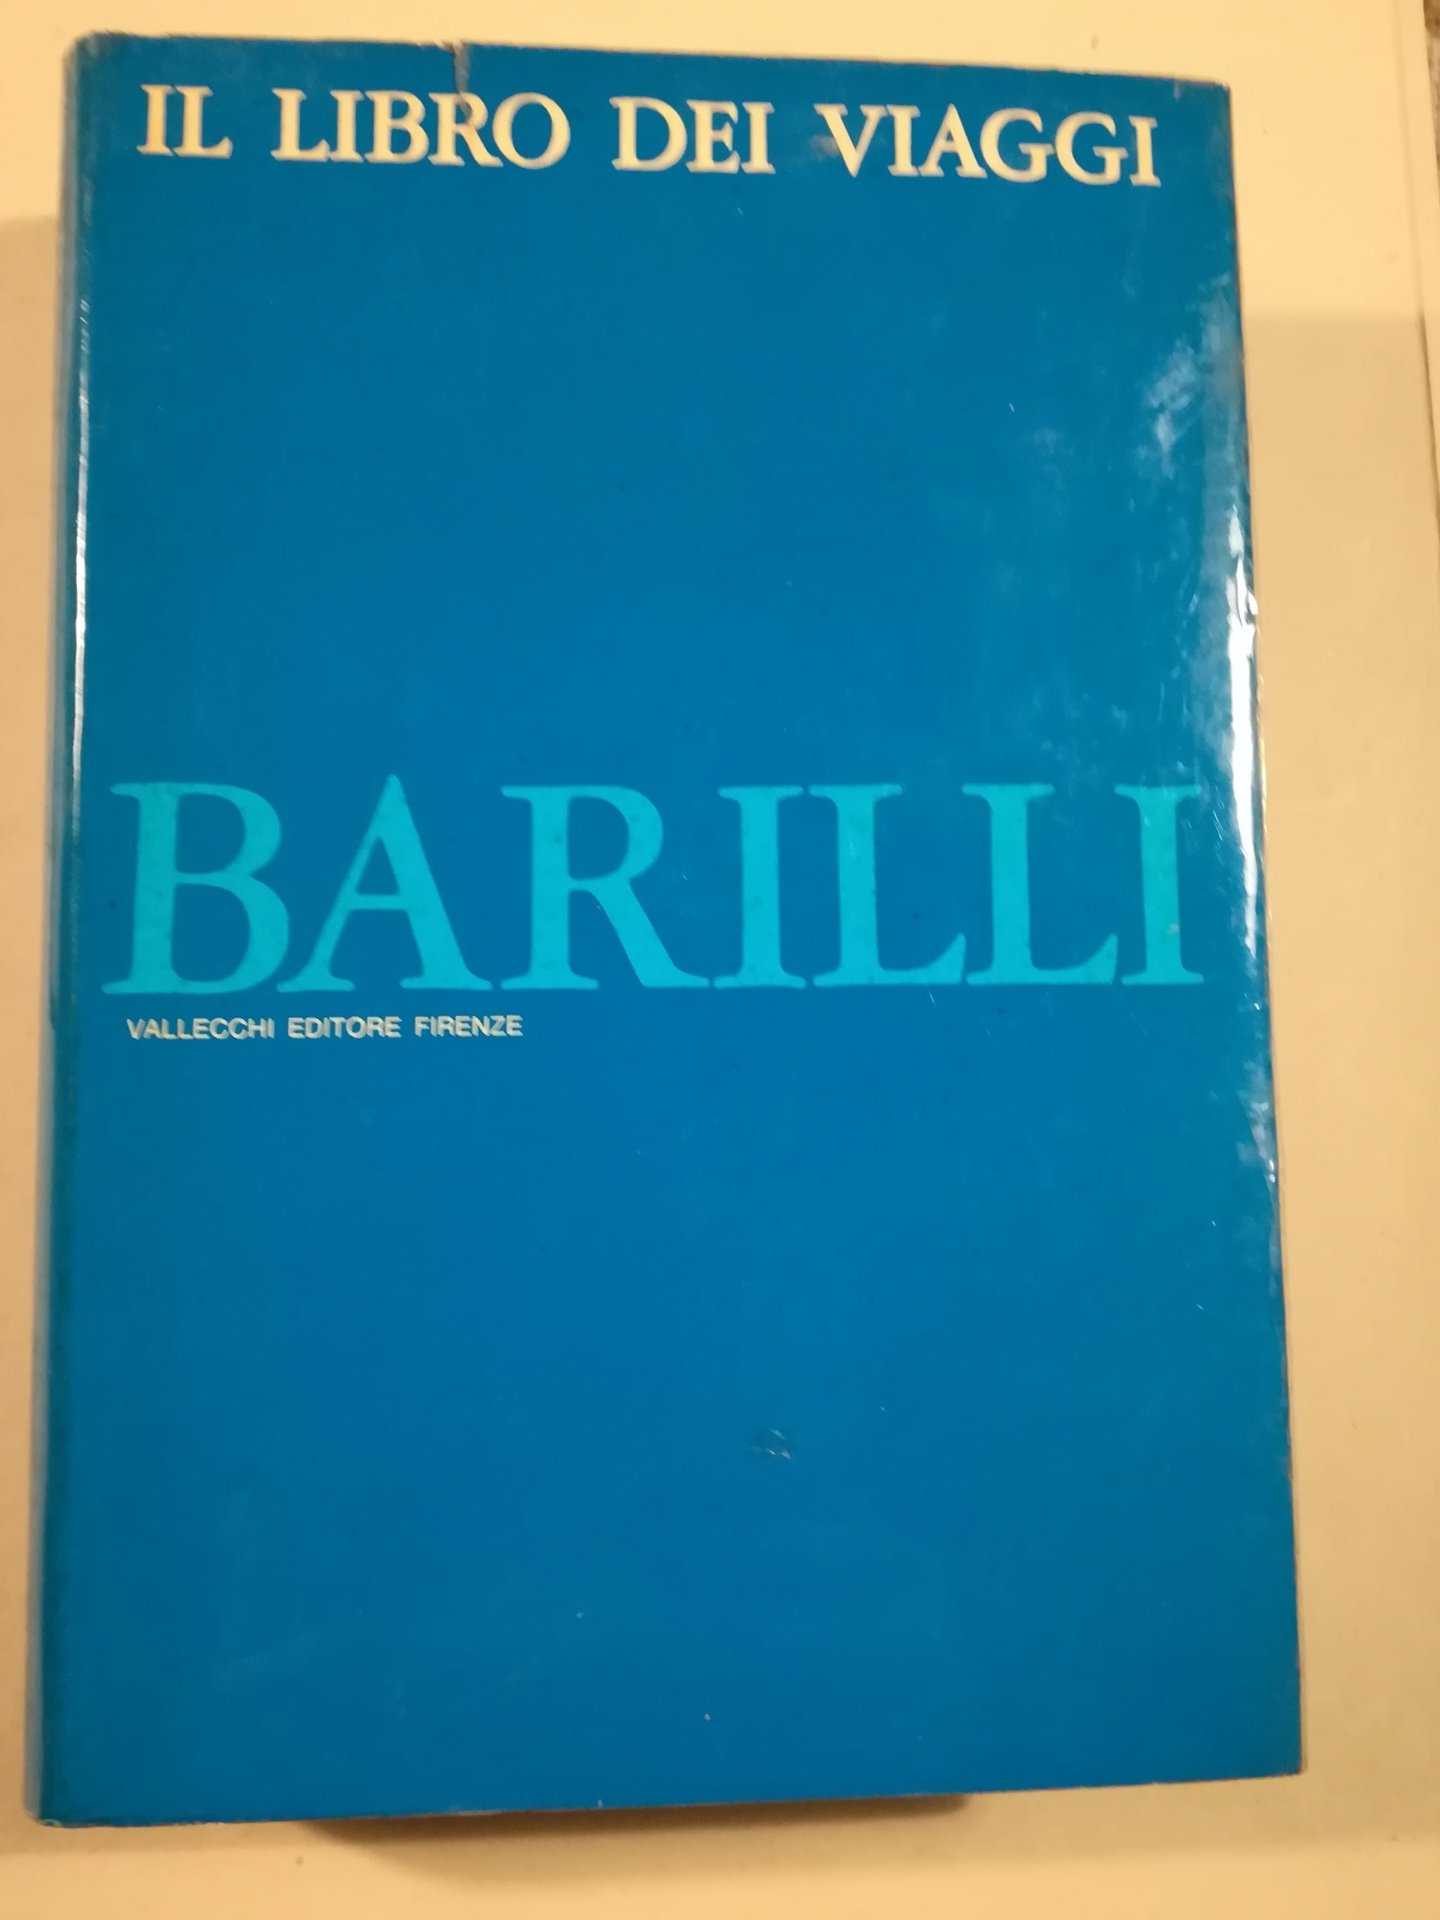 IL LIBRO DEI VIAGGI
BARILLI
VALLECCHI EDITORE FIRENZE